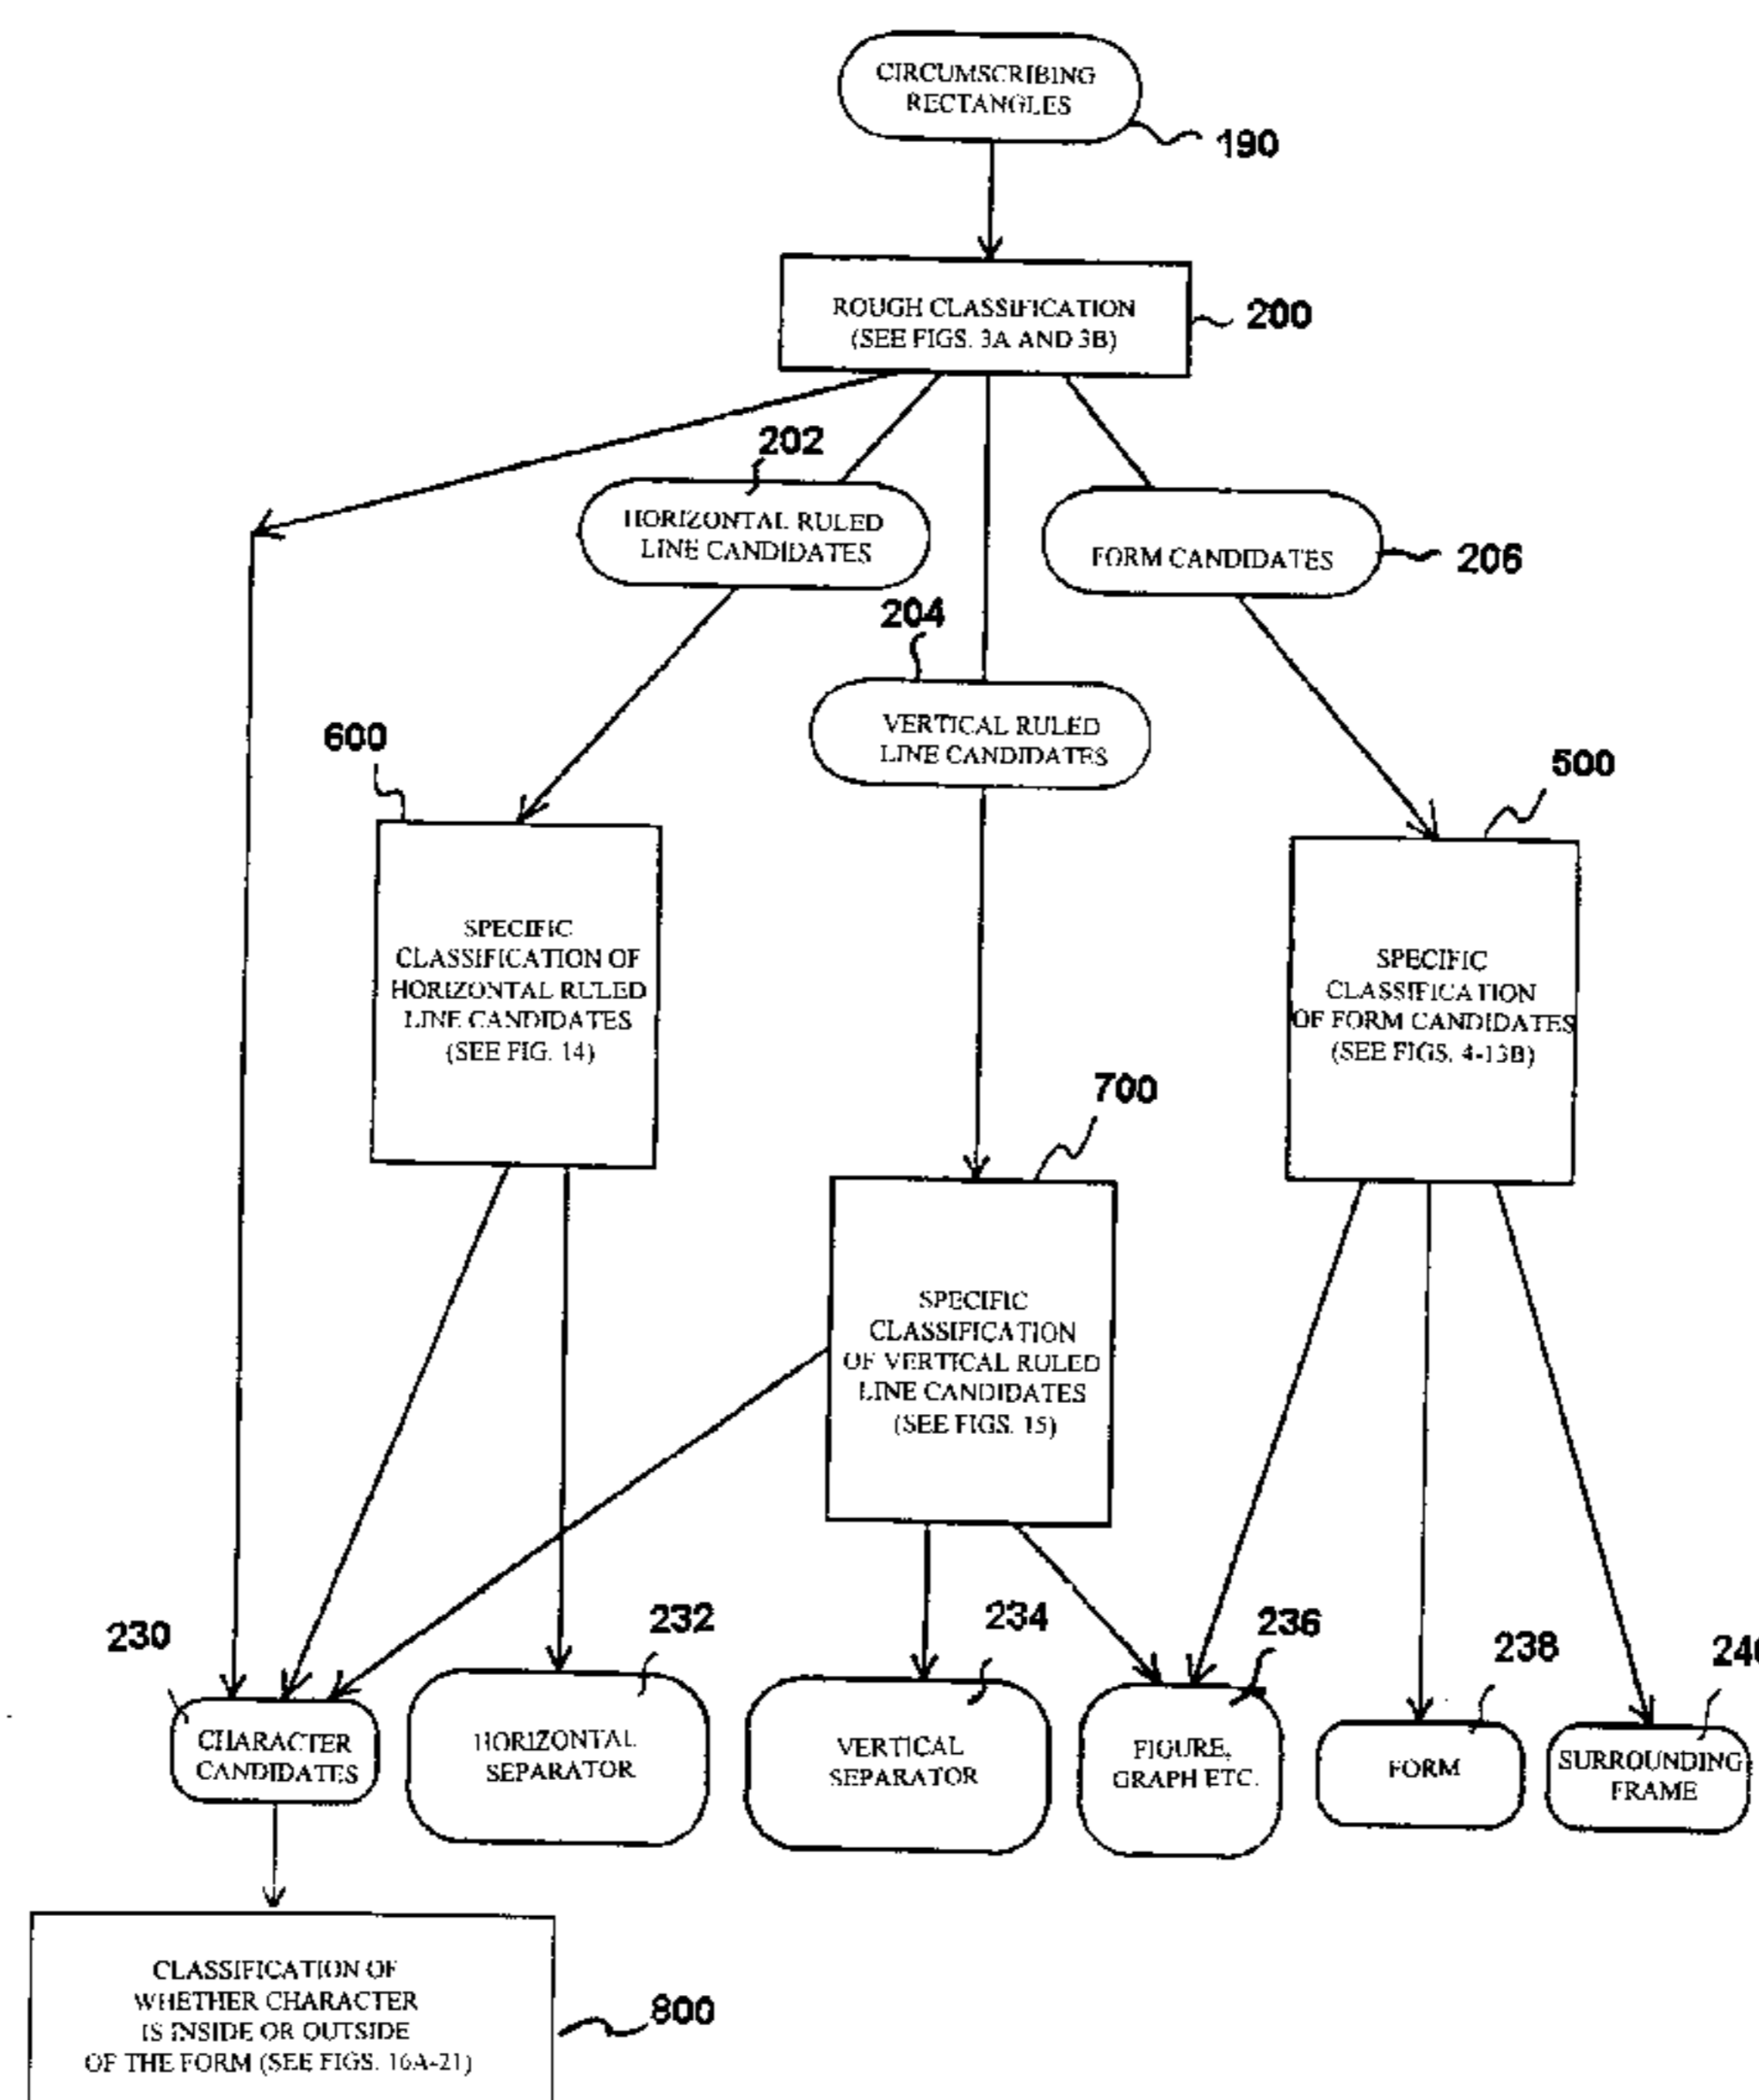 CIRCUMSCRIBING
RECTANGLES
190
ROUGH CLASSIFICATION
(SEE FIGS. 3A AND 3B)
200
202
HORIZONTAL RULED
LINE CANDIDATES
FORM CANDIDATES
206
204
VERTICAL RULED
LINE CANDIDATES
600
SPECIFIC
CLASSIFICATION OF
HORIZONTAL RULED
LINE CANDIDATES
(SEE FIG. 14)
500
SPECIFIC
CLASSIFICATION
OF FORM CANDIDATES
(SEE FIGS. 4-13B)
700
SPECIFIC
CLASSIFICATION
OF VERTICAL RULED
LINE CANDIDATES
(SEE FIGS. 15)
230
CHARACTER
CANDIDATES
232
HORIZONTAL
SEPARATOR
234
VERTICAL
SEPARATOR
236
FIGURE,
GRAPH ETC.
238
FORM
SURROUNDING
FRAME
CLASSIFICATION OF
WHETHER CHARACTER
IS INSIDE OR OUTSIDE
OF THE FORM (SEE FIGS. 16A-21)
800